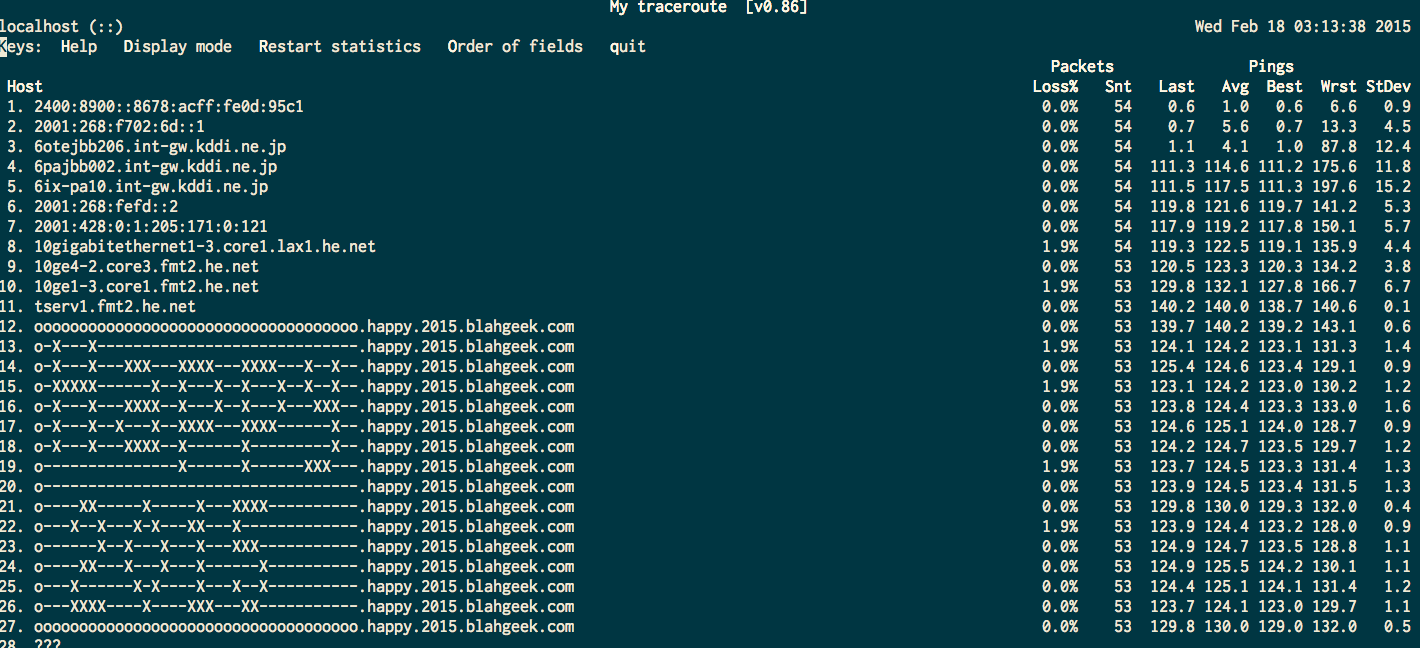 My traceroute [v0.86]
localhost (::) Wed Feb 18 03:13:38 2015
Keys: Help Display mode Restart statistics Order of fields quit
Packets Pings
Host Loss% Snt Last Avg Best Wrst StDev
1. 2400:8900::8678:acff:fe0d:95c1 0.0% 54 0.6 1.0 0.6 6.6 0.9
2. 2001:268:f702:6d::1 0.0% 54 0.7 5.6 0.7 13.3 4.5
3. 6otejbb206.int-gw.kddi.ne.jp 0.0% 54 1.1 4.1 1.0 87.8 12.4
4. 6pajbb002.int-gw.kddi.ne.jp 0.0% 54 111.3 114.6 111.2 175.6 11.8
5. 6ix-pa10.int-gw.kddi.ne.jp 0.0% 54 111.5 117.5 111.3 197.6 15.2
6. 2001:268:fefd::2 0.0% 54 119.8 121.6 119.7 141.2 5.3
7. 2001:428:0:1:205:171:0:121 0.0% 54 117.9 119.2 117.8 150.1 5.7
8. 10gigabitethernet1-3.core1.lax1.he.net 1.9% 54 119.3 122.5 119.1 135.9 4.4
9. 10ge4-2.core3.fmt2.he.net 0.0% 53 120.5 123.3 120.3 134.2 3.8
10. 10ge1-3.core1.fmt2.he.net 1.9% 53 129.8 132.1 127.8 166.7 6.7
11. tserv1.fmt2.he.net 0.0% 53 140.2 140.0 138.7 140.6 0.1
12. oooooooooooooooooooooooooooooooooooo.happy.2015.blahgeek.com 0.0% 53 139.7 140.2 139.2 143.1 0.6
13. o-X---X-----------------------------.happy.2015.blahgeek.com 1.9% 53 124.1 124.2 123.1 131.3 1.4
14. o-X---X---XXX---XXXX---XXXX---X--X--.happy.2015.blahgeek.com 0.0% 53 125.4 124.6 123.4 129.1 0.9
15. o-XXXXX------X--X---X--X---X--X--X--.happy.2015.blahgeek.com 1.9% 53 123.1 124.2 123.0 130.2 1.2
16. o-X---X---XXXX--X---X--X---X---XXX--.happy.2015.blahgeek.com 0.0% 53 123.8 124.4 123.3 133.0 1.6
17. o-X---X--X---X--XXXX---XXXX------X--.happy.2015.blahgeek.com 0.0% 53 124.6 125.1 124.0 128.7 0.9
18. o-X---X---XXXX--X------X---------X--.happy.2015.blahgeek.com 0.0% 53 124.2 124.7 123.5 129.7 1.2
19. o---------------X------X------XXX---.happy.2015.blahgeek.com 1.9% 53 123.7 124.5 123.3 131.4 1.3
20. o-----------------------------------.happy.2015.blahgeek.com 0.0% 53 123.9 124.5 123.4 131.5 1.3
21. o----XX-----X-----X---XXXX----------.happy.2015.blahgeek.com 0.0% 53 129.8 130.0 129.3 132.0 0.4
22. o---X--X---X-X---XX---X-------------.happy.2015.blahgeek.com 1.9% 53 123.9 124.4 123.2 128.0 0.9
23. o------X--X---X---X---XXX-----------.happy.2015.blahgeek.com 0.0% 53 124.9 124.7 123.5 128.8 1.1
24. o----XX---X---X---X------X----------.happy.2015.blahgeek.com 0.0% 53 124.9 125.5 124.2 130.1 1.1
25. o---X------X-X----X---X--X----------.happy.2015.blahgeek.com 0.0% 53 124.4 125.1 124.1 131.4 1.2
26. o---XXXX----X----XXX---XX-----------.happy.2015.blahgeek.com 0.0% 53 123.7 124.1 123.0 129.7 1.1
27. oooooooooooooooooooooooooooooooooooo.happy.2015.blahgeek.com 0.0% 53 129.8 130.0 129.0 132.0 0.5
28. ???